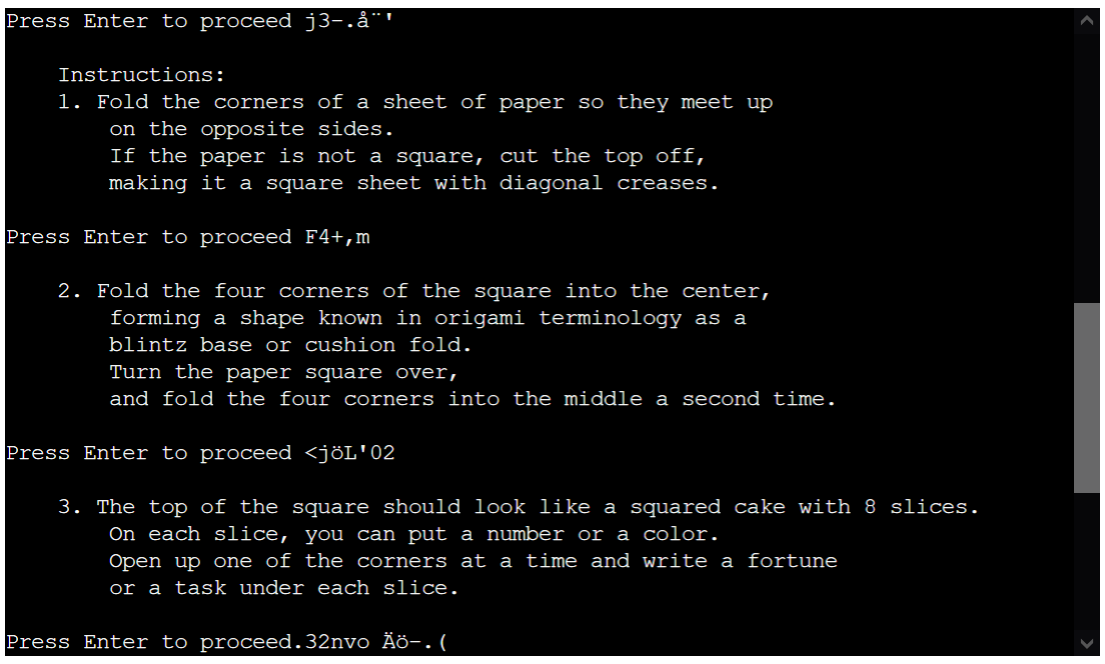 Press Enter to proceed j3-.å¨'
Instructions:
1. Fold the corners of a sheet of paper so they meet up
on the opposite sides.
If the paper is not a square, cut the top off,
making it a square sheet with diagonal creases.
Press Enter to proceed F4+,m
2. Fold the four corners of the square into the center,
forming a shape known in origami terminology as a
blintz base or cushion fold.
Turn the paper square over,
and fold the four corners into the middle a second time.
Press Enter to proceed <jöL'02
3. The top of the square should look like a squared cake with 8 slices.
On each slice, you can put a number or a color.
Open up one of the corners at a time and write a fortune
or a task under each slice.
Press Enter to proceed.32nvo Äö-.(